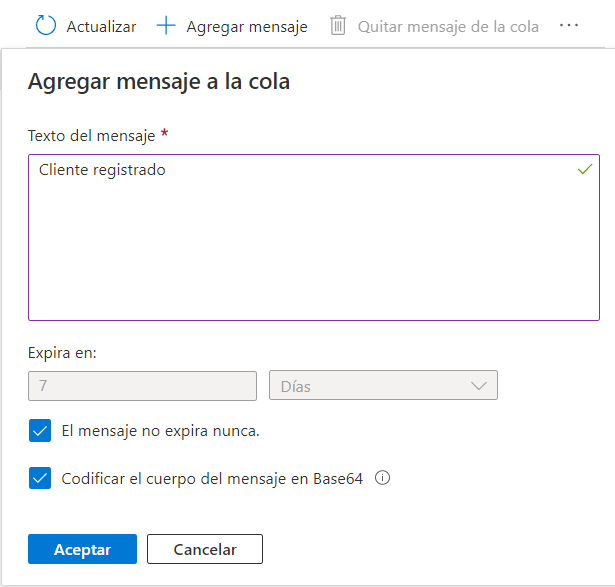 Actualizar Agregar mensaje Quitar mensaje de la cola ...
Agregar mensaje a la cola
Texto del mensaje *
Cliente registrado
Expira en:
7 Días
El mensaje no expira nunca.
Codificar el cuerpo del mensaje en Base64
Aceptar Cancelar